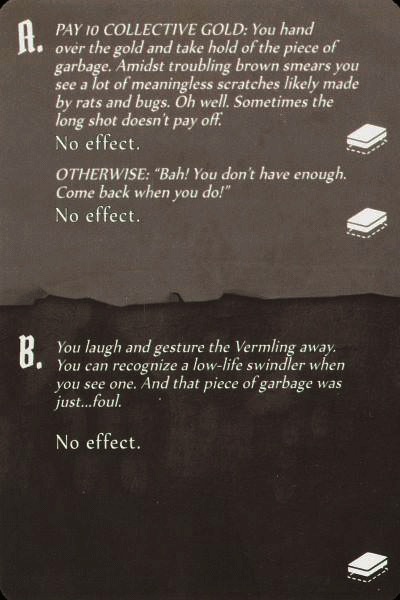 A.
PAY 10 COLLECTIVE GOLD: You hand
over the gold and take hold of the piece of
garbage. Amidst troubling brown smears you
see a lot of meaningless scratches likely made
by rats and bugs. Oh well. Sometimes the
long shot doesn't pay off.
No effect.
OTHERWISE: “Bah! You don't have enough.
Come back when you do!”
No effect.
B.
You laugh and gesture the Vermling away.
You can recognize a low-life swindler when
you see one. And that piece of garbage was
just...foul.
No effect.